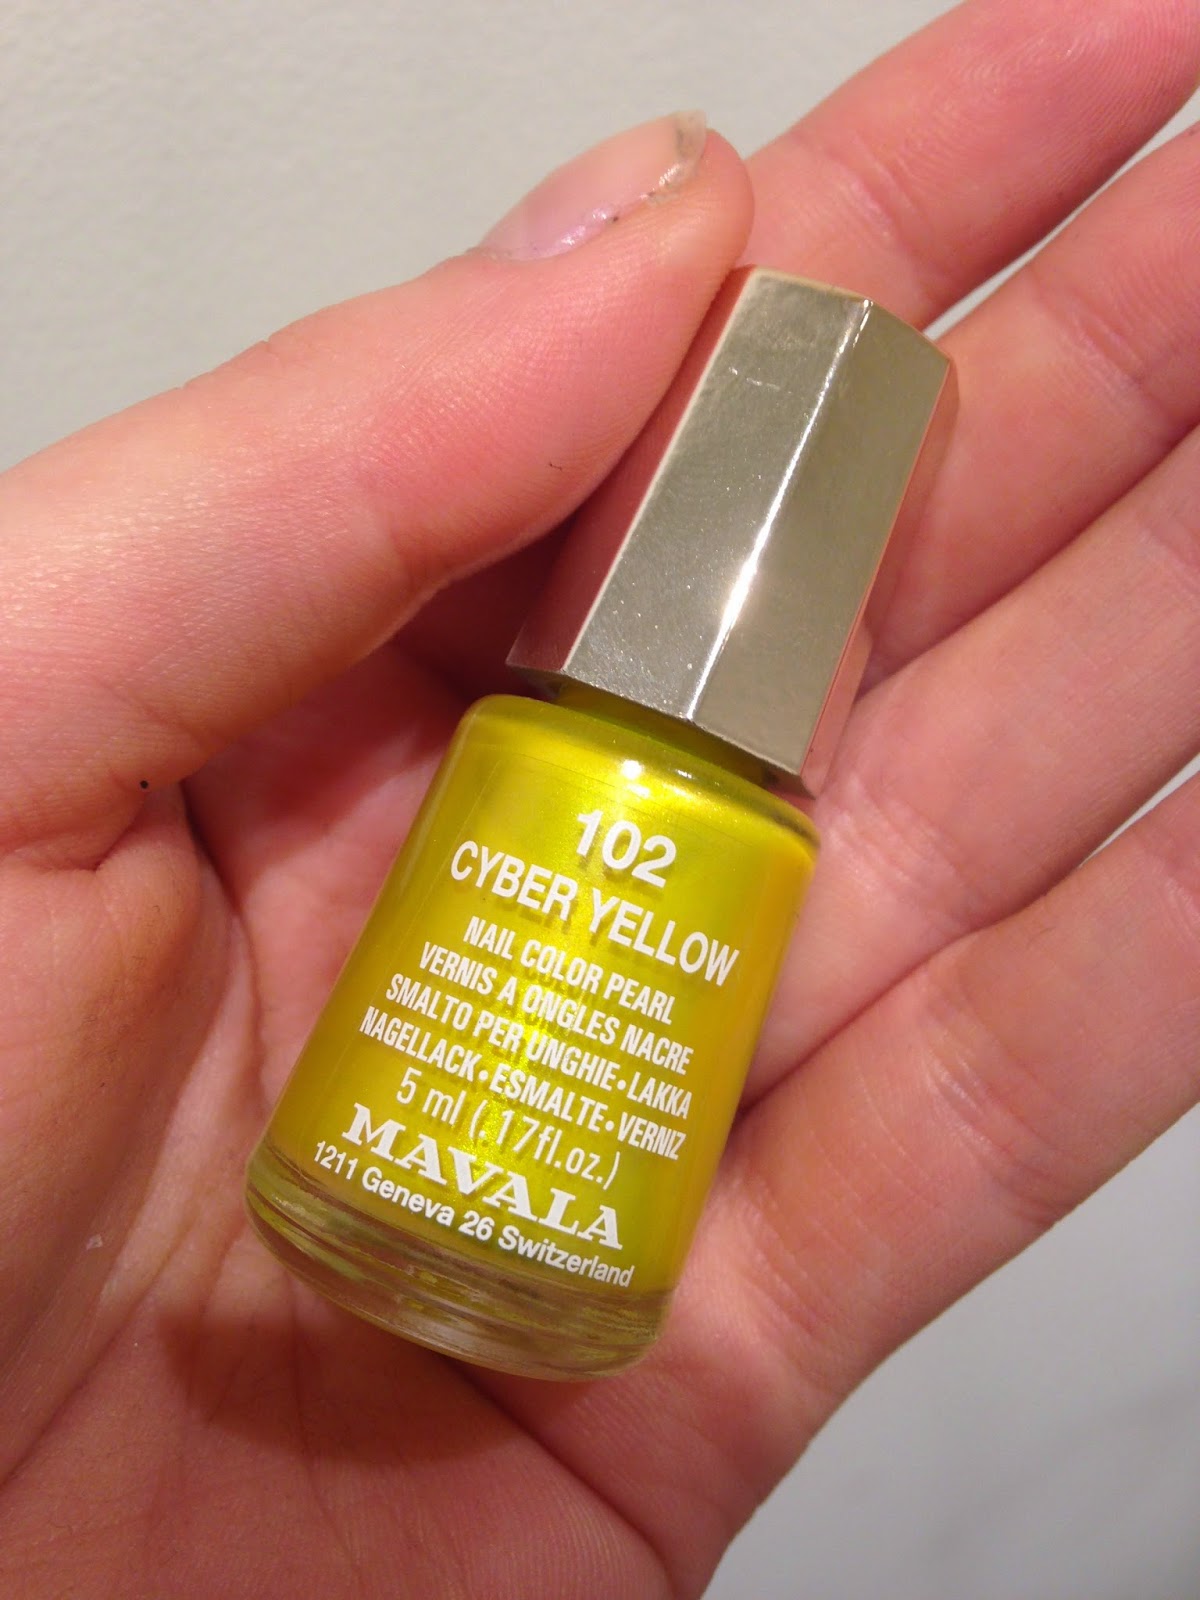 102
CYBER YELLOW
NAIL COLOR PEARL
VERNIS A ONGLES NACRE
SMALTO PER UNGHIE • LAKKA
NAGELLACK • ESMALTE • VERNIZ
5 ml (.17fl.oz.)
MAVALA
1211 Geneva 26 Switzerland